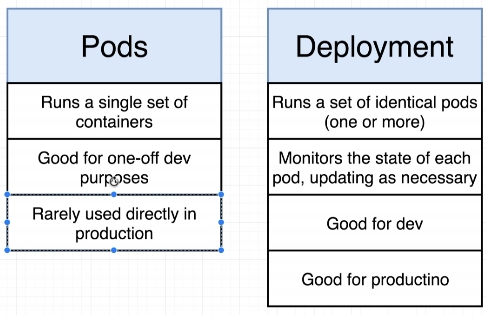 Pods
Runs a single set of
containers
Good for one-off dev
purposes
Rarely used directly in
production
Deployment
Runs a set of identical pods
(one or more)
Monitors the state of each
pod, updating as necessary
Good for dev
Good for productino